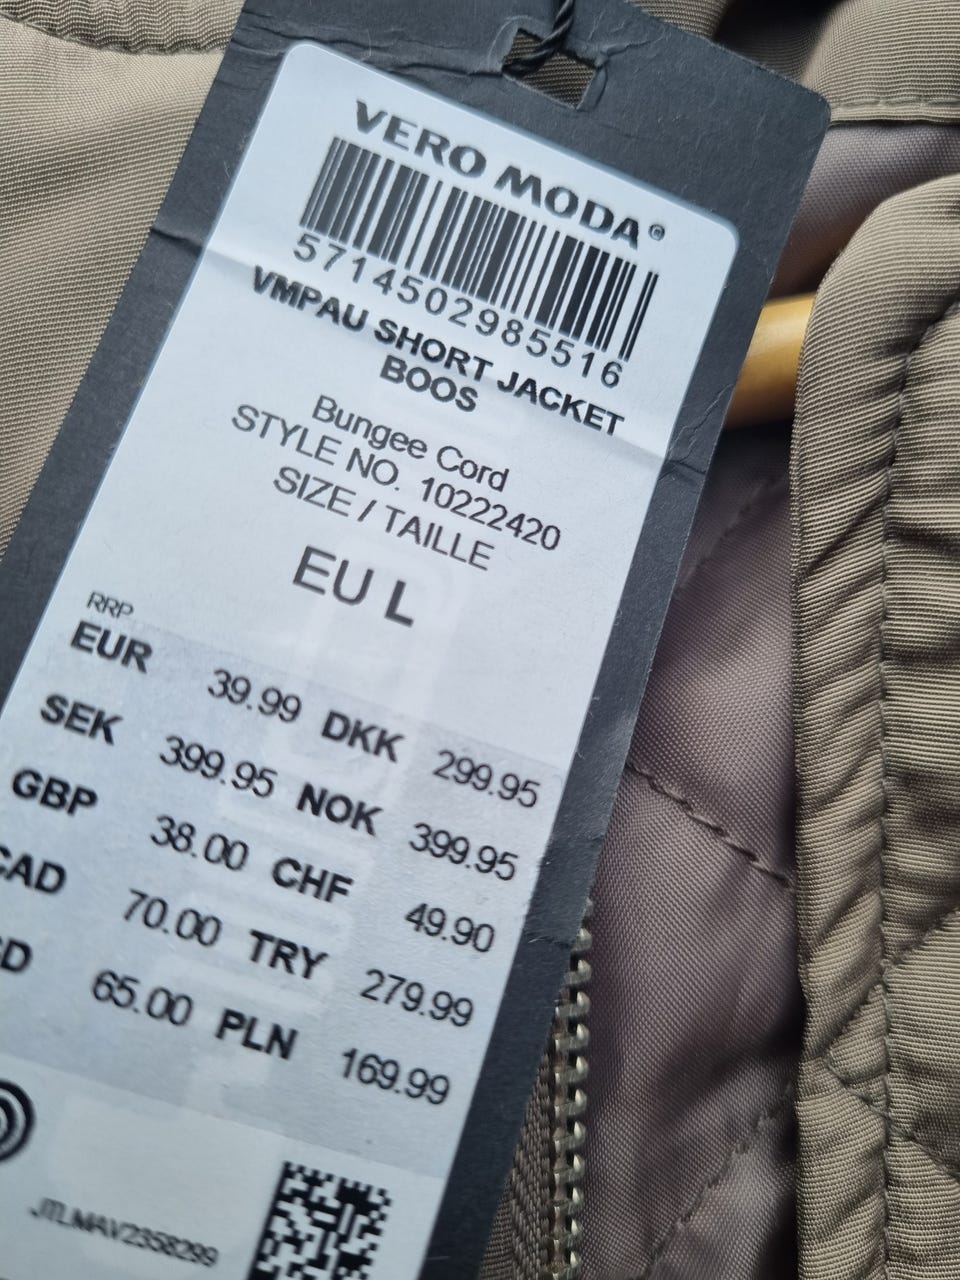 VERO MODA®
5714502985516
VMPAU SHORT JACKET
BOOS
Bungee Cord
STYLE NO. 10222420
SIZE / TAILLE
EU L
RRP
EUR 39.99 DKK 299.95
SEK 399.95 NOK 399.95
GBP 38.00 CHF 49.90
CAD 70.00 TRY 279.99
D 65.00 PLN 169.99
JTLMAV2358299